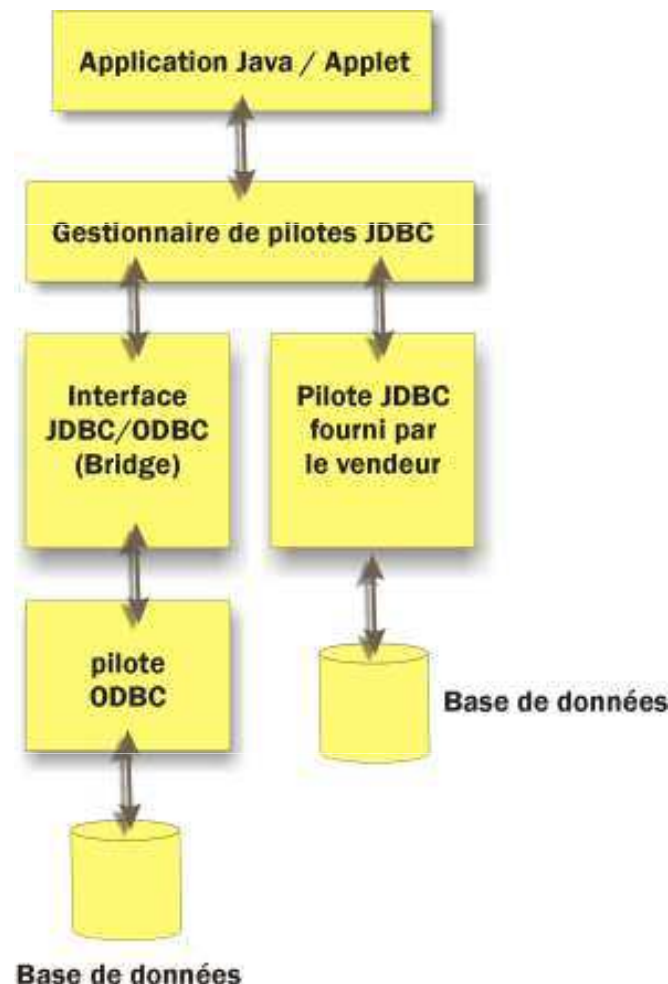 Application Java / Applet
Gestionnaire de pilotes JDBC
Interface
JDBC/ODBC
(Bridge)
Pilote JDBC
fourni par
le vendeur
pilote
ODBC
Base de données
Base de données